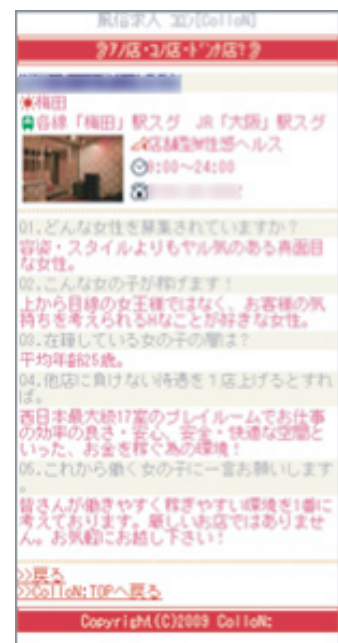 風俗求人 ｺﾛﾝ[ColloN]
ｱﾉ店・ｺﾉ店・ﾄﾞﾝﾅ店?
梅田
各線「梅田」駅スグ JR「大阪」駅スグ
店舗型M性感ヘルス
9:00〜24:00
01.どんな女性を募集されていますか？
容姿・スタイルよりもヤル気のある真面目
な女性。
02.こんな女の子が稼げます！
上から目線の女王様ではなく、お客様の気
持ちを考えられるHなことが好きな女性。
03.在籍している女の子の層は？
平均年齢25歳。
04.他店に負けない待遇を1店上げるとすれ
ば。
西日本最大級17室のプレイルームでお仕事
の効率の良さ・安心、安全・快適な空間と
いった、お金を稼ぐ為の環境！
05.これから働く女の子に一言お願いします
。
皆さんが働きやすく稼ぎやすい環境を1番に
考えております。厳しいお店ではありませ
ん。お気軽にお越し下さい！
>>戻る
>>ColloN:TOPへ戻る
Copyright(C)2009 ColloN: